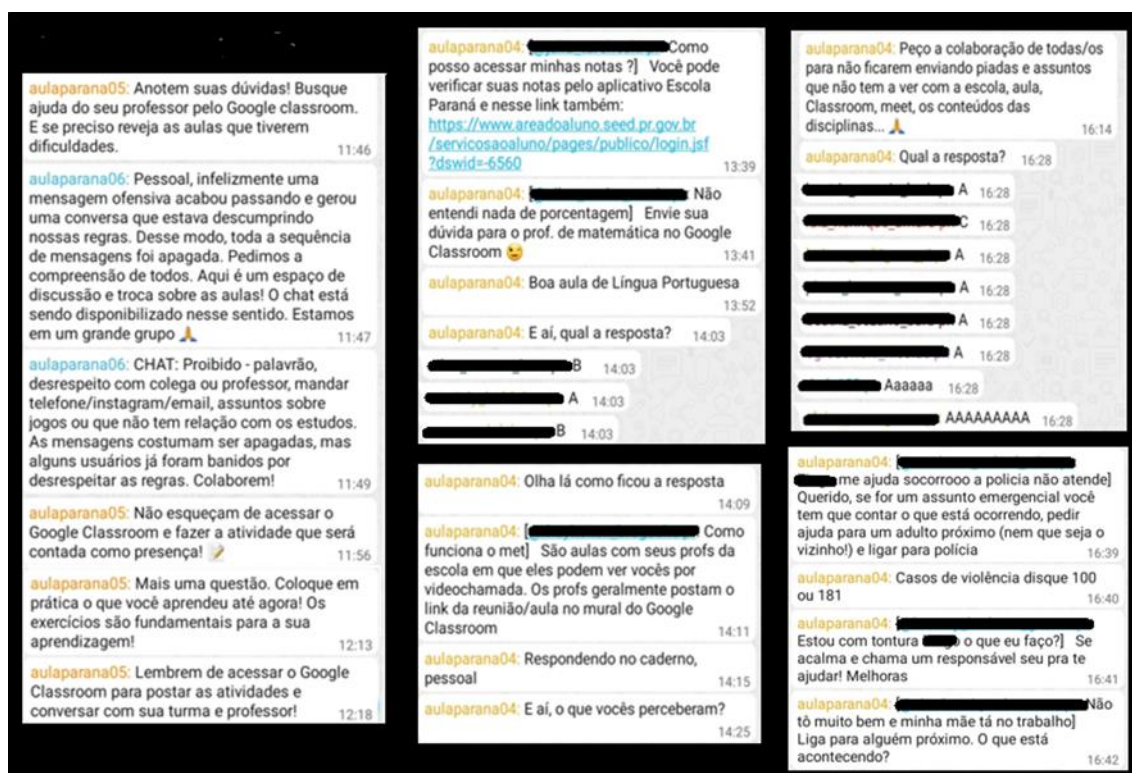 aulaparana05: Anotem suas dúvidas! Busque
ajuda do seu professor pelo Google classroom.
E se preciso reveja as aulas que tiverem
dificuldades.
11:46
aulaparana06: Pessoal, infelizmente uma
mensagem ofensiva acabou passando e gerou
uma conversa que estava descumprindo
nossas regras. Desse modo, toda a sequência
de mensagens foi apagada. Pedimos a
compreensão de todos. Aqui é um espaço de
discussão e troca sobre as aulas! O chat está
sendo disponibilizado nesse sentido. Estamos
em um grande grupo 🙏
11:47
aulaparana06: CHAT: Proibido - palavrão,
desrespeito com colega ou professor, mandar
telefone/instagram/email, assuntos sobre
jogos ou que não tem relação com os estudos.
As mensagens costumam ser apagadas, mas
alguns usuários já foram banidos por
desrespeitar as regras. Colaborem!
11:49
aulaparana05: Não esqueçam de acessar o
Google Classroom e fazer a atividade que será
contada como presença! 📝
11:56
aulaparana05: Mais uma questão. Coloque em
prática o que você aprendeu até agora! Os
exercícios são fundamentais para a sua
aprendizagem!
12:13
aulaparana05: Lembrem de acessar o Google
Classroom para postar as atividades e
conversar com sua turma e professor!
12:18
aulaparana04: [ Como
posso acessar minhas notas ?] Você pode
verificar suas notas pelo aplicativo Escola
Paraná e nesse link também:
https://www.areadoaluno.seed.pr.gov.br
/servicosaoaluno/pages/publico/login.jsf
?dswid=-6560
13:39
aulaparana04: [ Não
entendi nada de porcentagem] Envie sua
dúvida para o prof. de matemática no Google
Classroom 😉
13:41
aulaparana04: Boa aula de Língua Portuguesa
13:52
aulaparana04: E aí, qual a resposta? 14:03
B 14:03
A 14:03
B 14:03
aulaparana04: Olha lá como ficou a resposta
14:09
aulaparana04: [ Como
funciona o met] São aulas com seus profs da
escola em que eles podem ver vocês por
videochamada. Os profs geralmente postam o
link da reunião/aula no mural do Google
Classroom
14:11
aulaparana04: Respondendo no caderno,
pessoal
14:15
aulaparana04: E aí, o que vocês perceberam?
14:25
aulaparana04: Peço a colaboração de todas/os
para não ficarem enviando piadas e assuntos
que não tem a ver com a escola, aula,
Classroom, meet, os conteúdos das
disciplinas... 🙏
16:14
aulaparana04: Qual a resposta? 16:28
A 16:28
C 16:28
A 16:28
A 16:28
A 16:28
A 16:28
Aaaaaa 16:28
AAAAAAAAA 16:28
aulaparana04: [
me ajuda socorrooo a policia não atende]
Querido, se for um assunto emergencial você
tem que contar o que está ocorrendo, pedir
ajuda para um adulto próximo (nem que seja o
vizinho!) e ligar para polícia
16:39
aulaparana04: Casos de violência disque 100
ou 181
16:40
aulaparana04: [
Estou com tontura o que eu faço?] Se
acalma e chama um responsável seu pra te
ajudar! Melhoras
16:41
aulaparana04: [ Não
tô muito bem e minha mãe tá no trabalho]
Liga para alguém próximo. O que está
acontecendo?
16:42